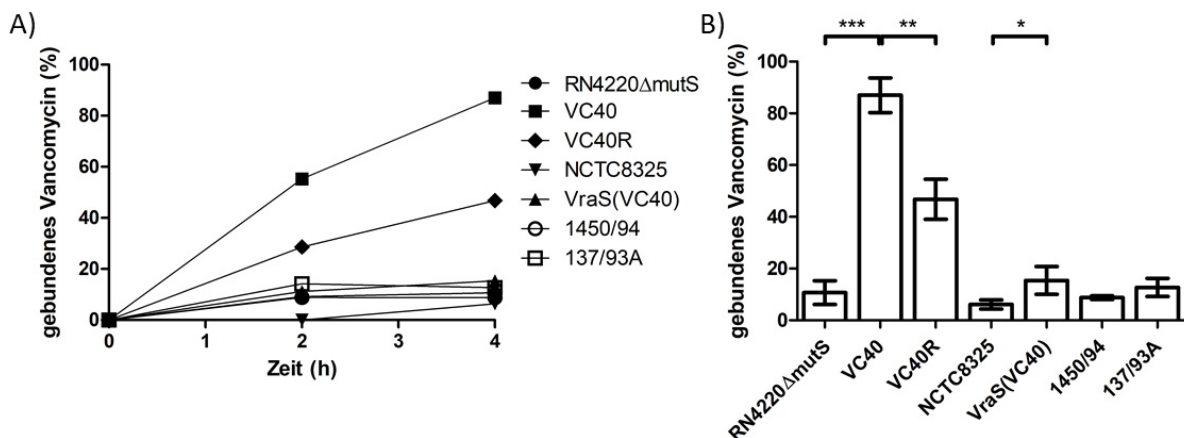 A)
gebundenes Vancomycin (%)
100
80
60
40
20
0
0
1
2
3
4
Zeit (h)
RN4220ΔmutS
VC40
VC40R
NCTC8325
VraS(VC40)
1450/94
137/93A
B)
gebundenes Vancomycin (%)
100
80
60
40
20
0
*** ** *
RN4220ΔmutS
VC40
VC40R
NCTC8325
VraS(VC40)
1450/94
137/93A